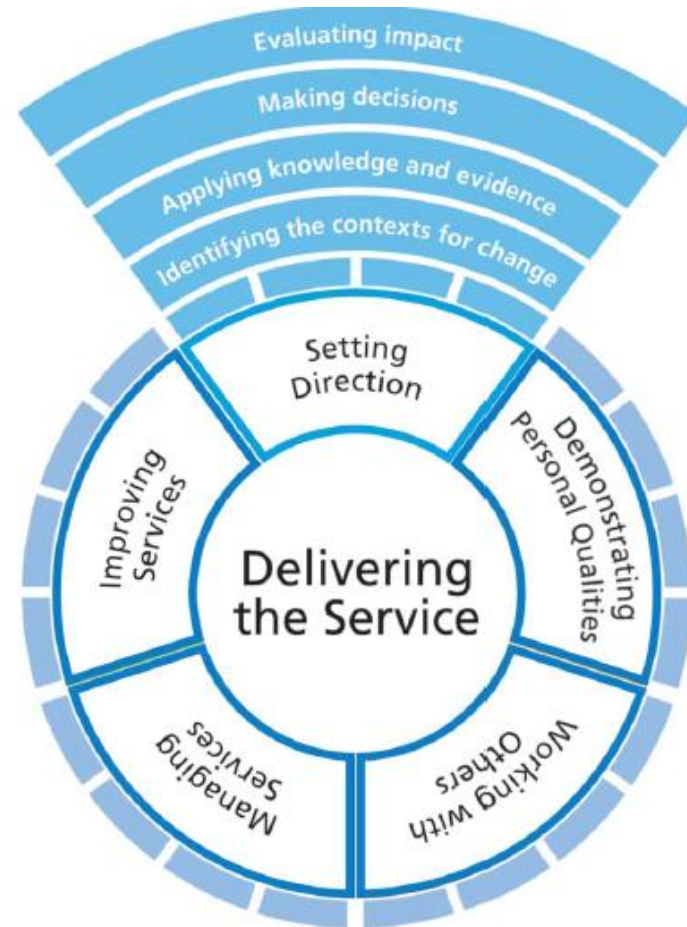 Evaluating impact
Making decisions
Applying knowledge and evidence
Identifying the contexts for change
Setting
Direction
Demonstrating
Personal Qualities
Working with
Others
Managing
Services
Improving
Services
Delivering
the Service